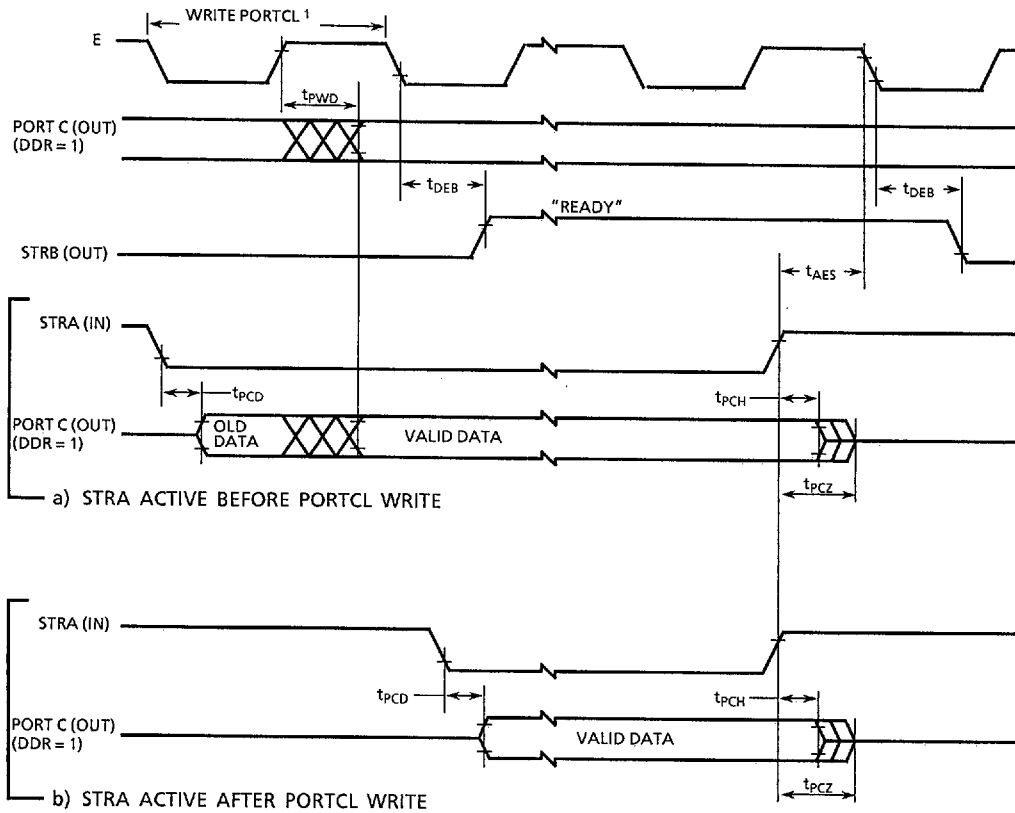 WRITE PORTCL 1
E
tPWD
PORT C (OUT)
(DDR = 1)
tDEB
tDEB
"READY"
STRB (OUT)
tAES
STRA (IN)
tPCD
tPCH
PORT C (OUT)
(DDR = 1)
OLD
DATA
VALID DATA
tPCZ
a) STRA ACTIVE BEFORE PORTCL WRITE
STRA (IN)
tPCD
tPCH
PORT C (OUT)
(DDR = 1)
VALID DATA
tPCZ
b) STRA ACTIVE AFTER PORTCL WRITE